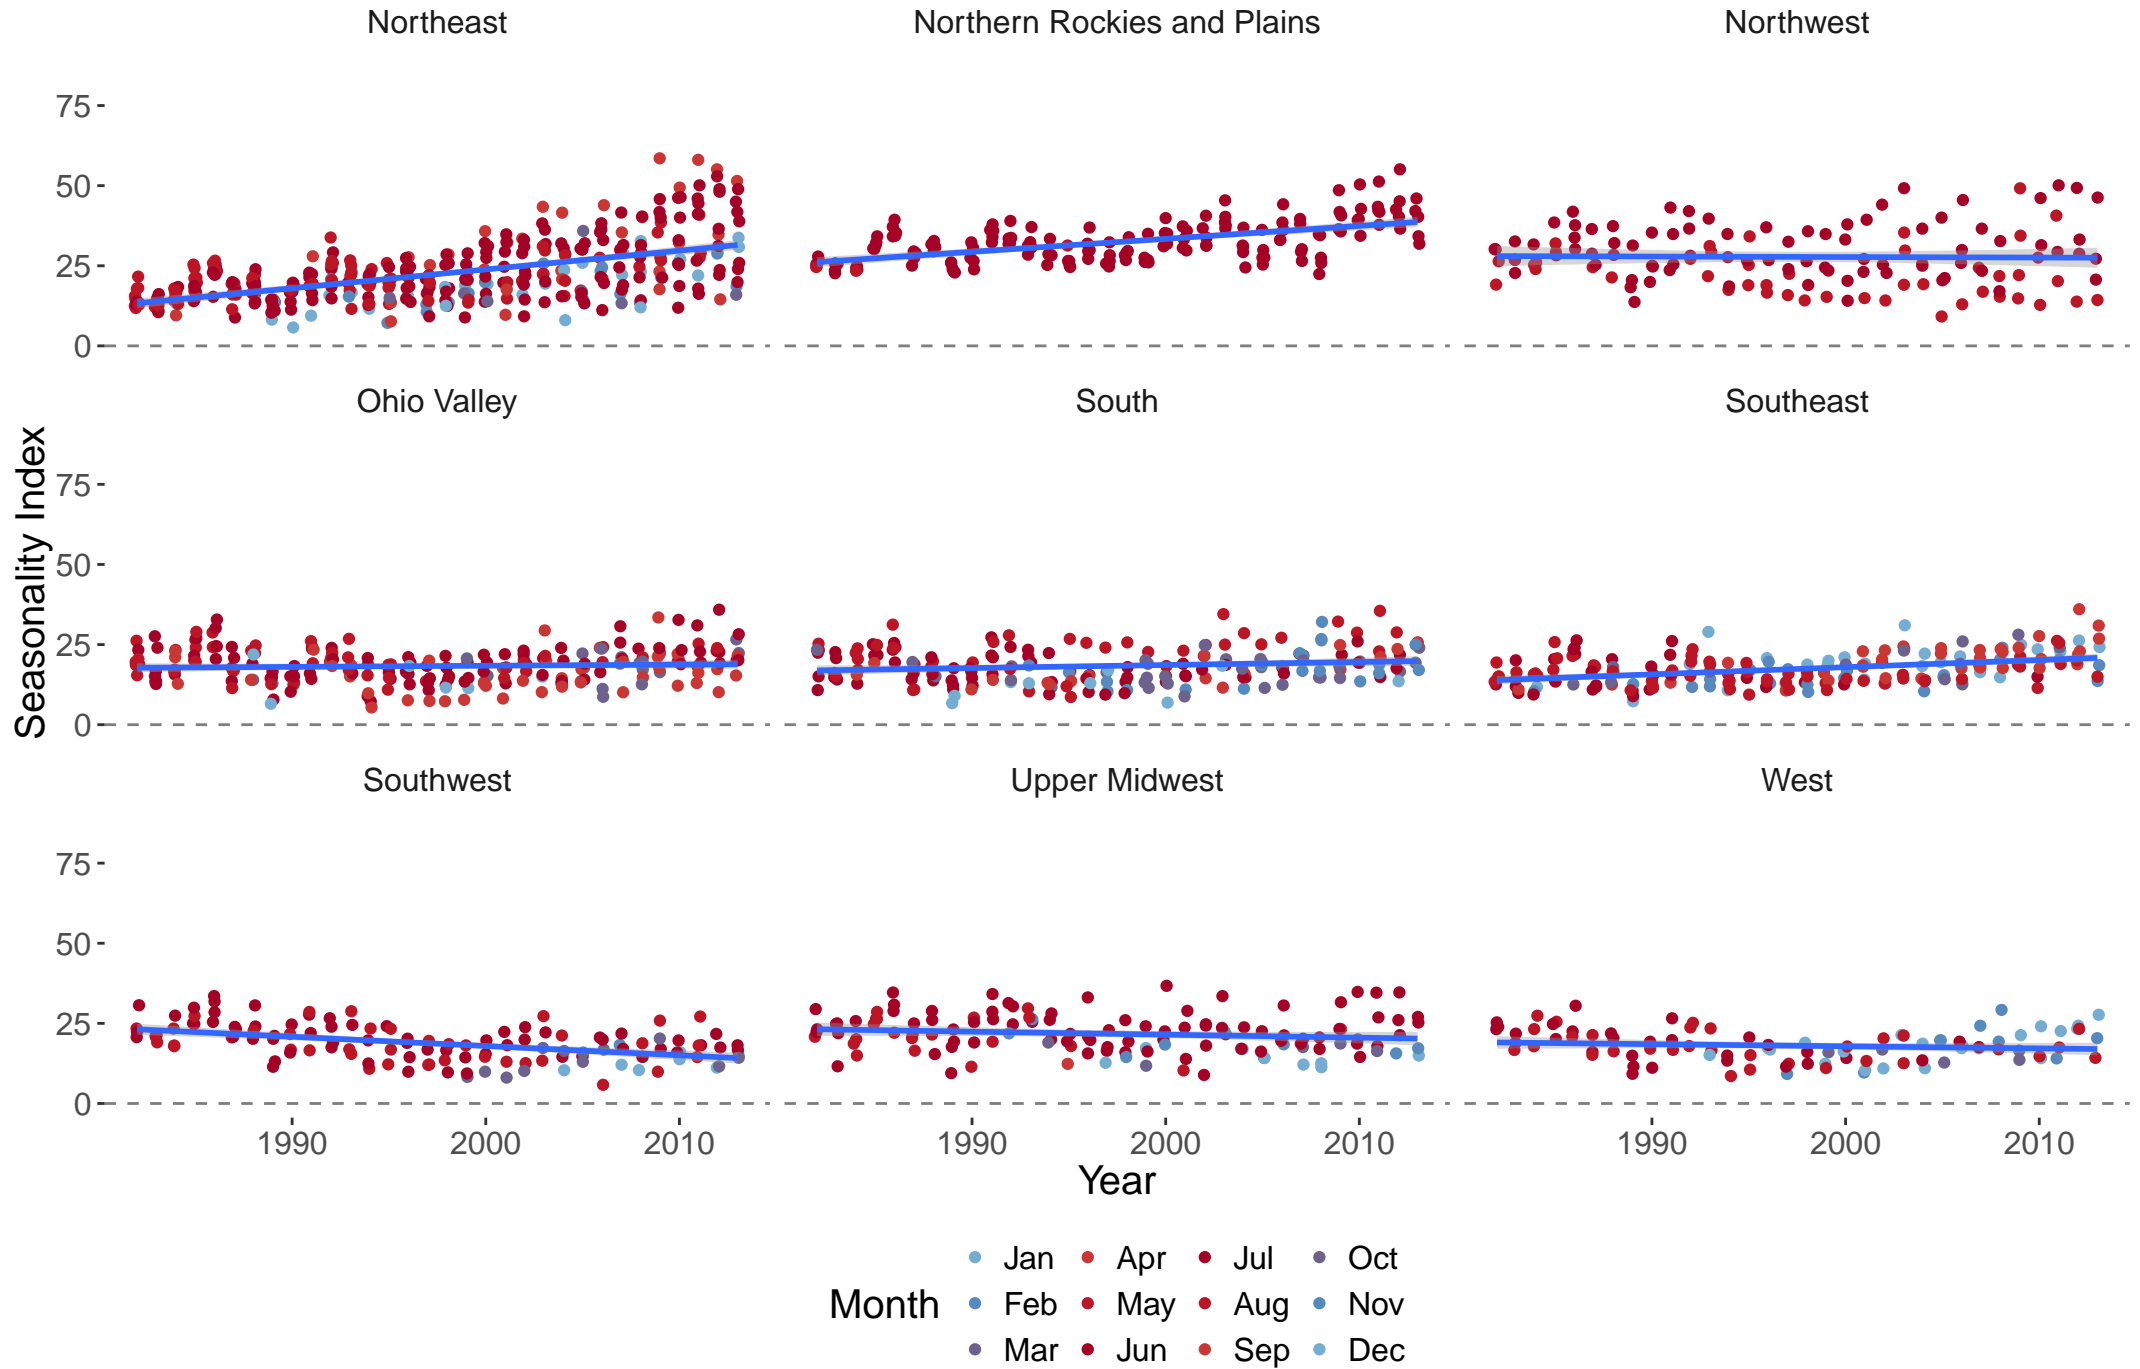 Northeast Northern Rockies and Plains Northwest
75
50
25
0
Ohio Valley South Southeast
75
50
25
0
Seasonality Index
Southwest Upper Midwest West
75
50
25
0
1990 2000 2010 1990 2000 2010 1990 2000 2010
Year
Jan Apr Jul Oct
Month Feb May Aug Nov
Mar Jun Sep Dec